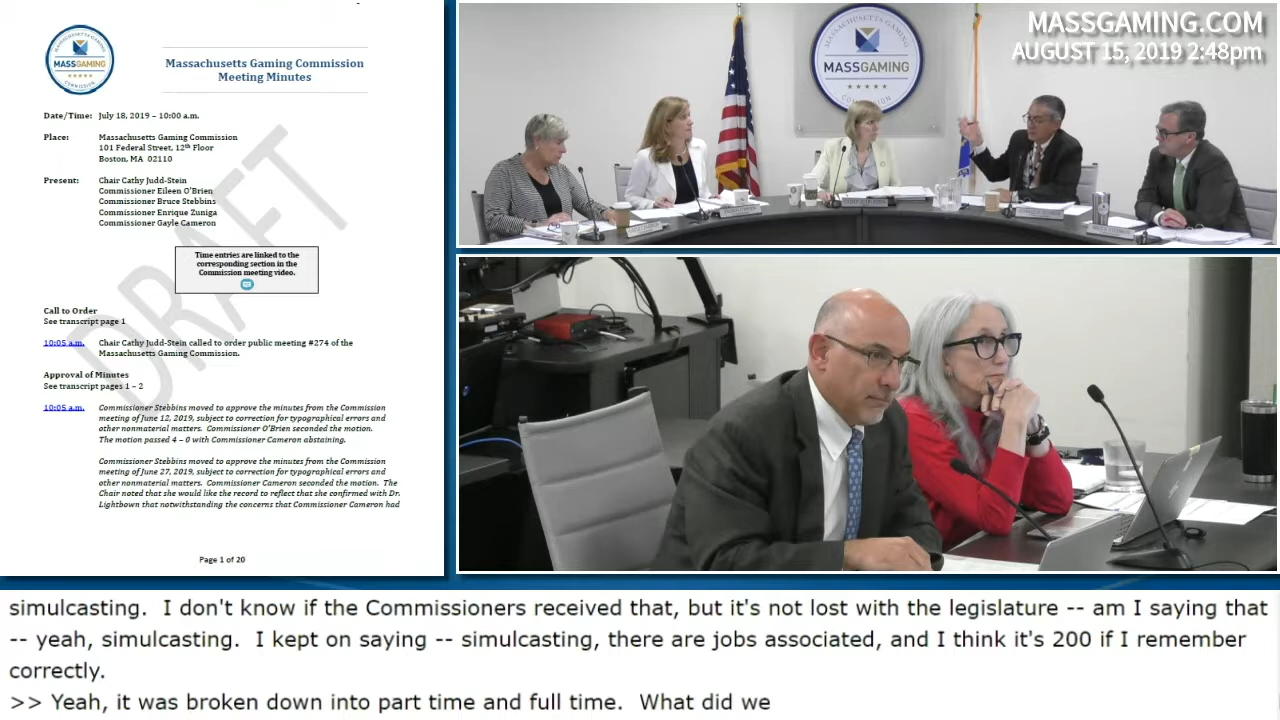 MASSGAMING
Massachusetts Gaming Commission
Meeting Minutes
Date/Time: July 18, 2019 – 10:00 a.m.
Place: Massachusetts Gaming Commission
101 Federal Street, 12th Floor
Boston, MA 02110
Present: Chair Cathy Judd-Stein
Commissioner Eileen O'Brien
Commissioner Bruce Stebbins
Commissioner Enrique Zuniga
Commissioner Gayle Cameron
Time entries are linked to the
corresponding section in the
Commission meeting video.
DRAFT
Call to Order
See transcript page 1
10:05 a.m. Chair Cathy Judd-Stein called to order public meeting #274 of the
Massachusetts Gaming Commission.
Approval of Minutes
See transcript pages 1 – 2
10:05 a.m. Commissioner Stebbins moved to approve the minutes from the Commission
meeting of June 12, 2019, subject to correction for typographical errors and
other nonmaterial matters. Commissioner O'Brien seconded the motion.
The motion passed 4 – 0 with Commissioner Cameron abstaining.
Commissioner Stebbins moved to approve the minutes from the Commission
meeting of June 27, 2019, subject to correction for typographical errors and
other nonmaterial matters. Commissioner Cameron seconded the motion. The
Chair noted that she would like the record to reflect that she confirmed with Dr.
Lightbown that notwithstanding the concerns that Commissioner Cameron had
Page 1 of 20
MASSACHUSETTS GAMING
MASSGAMING
COMMISSION
MASSGAMING.COM
AUGUST 15, 2019 2:48pm
simulcasting. I don't know if the Commissioners received that, but it's not lost with the legislature -- am I saying that
-- yeah, simulcasting. I kept on saying -- simulcasting, there are jobs associated, and I think it's 200 if I remember
correctly.
>> Yeah, it was broken down into part time and full time. What did we